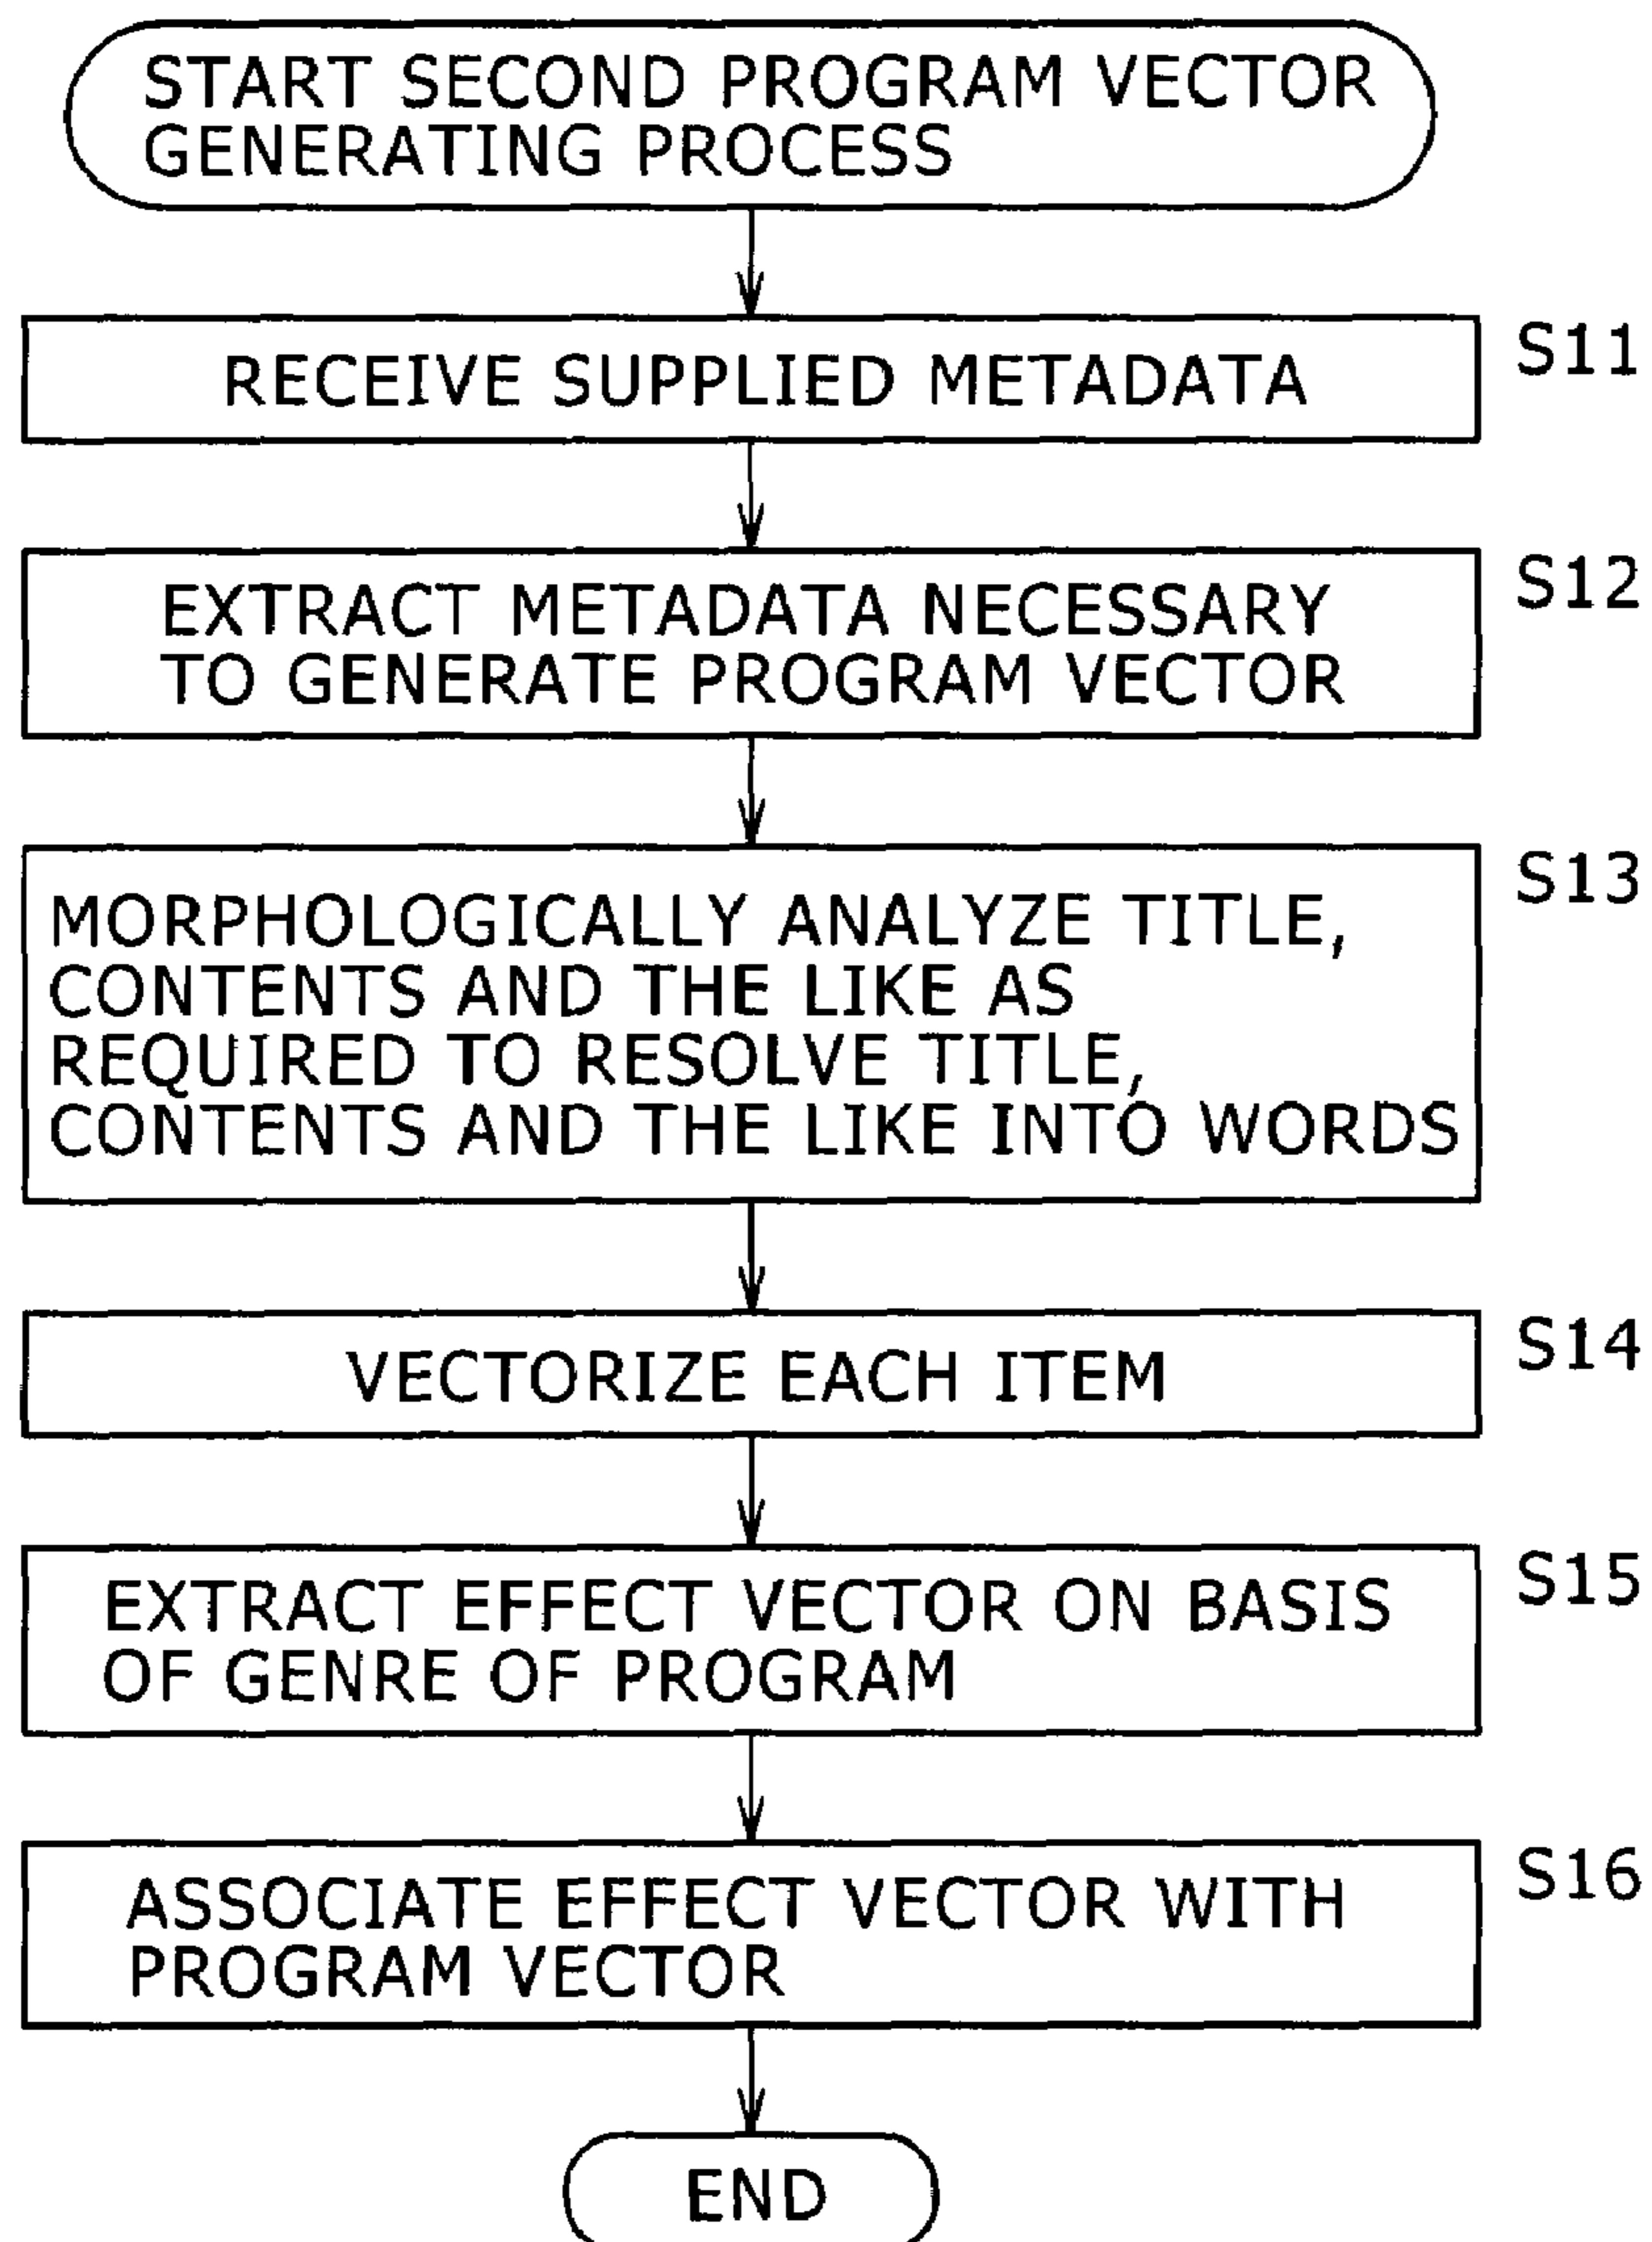 START SECOND PROGRAM VECTOR
GENERATING PROCESS
RECEIVE SUPPLIED METADATA
S11
EXTRACT METADATA NECESSARY
TO GENERATE PROGRAM VECTOR
S12
MORPHOLOGICALLY ANALYZE TITLE,
CONTENTS AND THE LIKE AS
REQUIRED TO RESOLVE TITLE,
CONTENTS AND THE LIKE INTO WORDS
S13
VECTORIZE EACH ITEM
S14
EXTRACT EFFECT VECTOR ON BASIS
OF GENRE OF PROGRAM
S15
ASSOCIATE EFFECT VECTOR WITH
PROGRAM VECTOR
S16
END